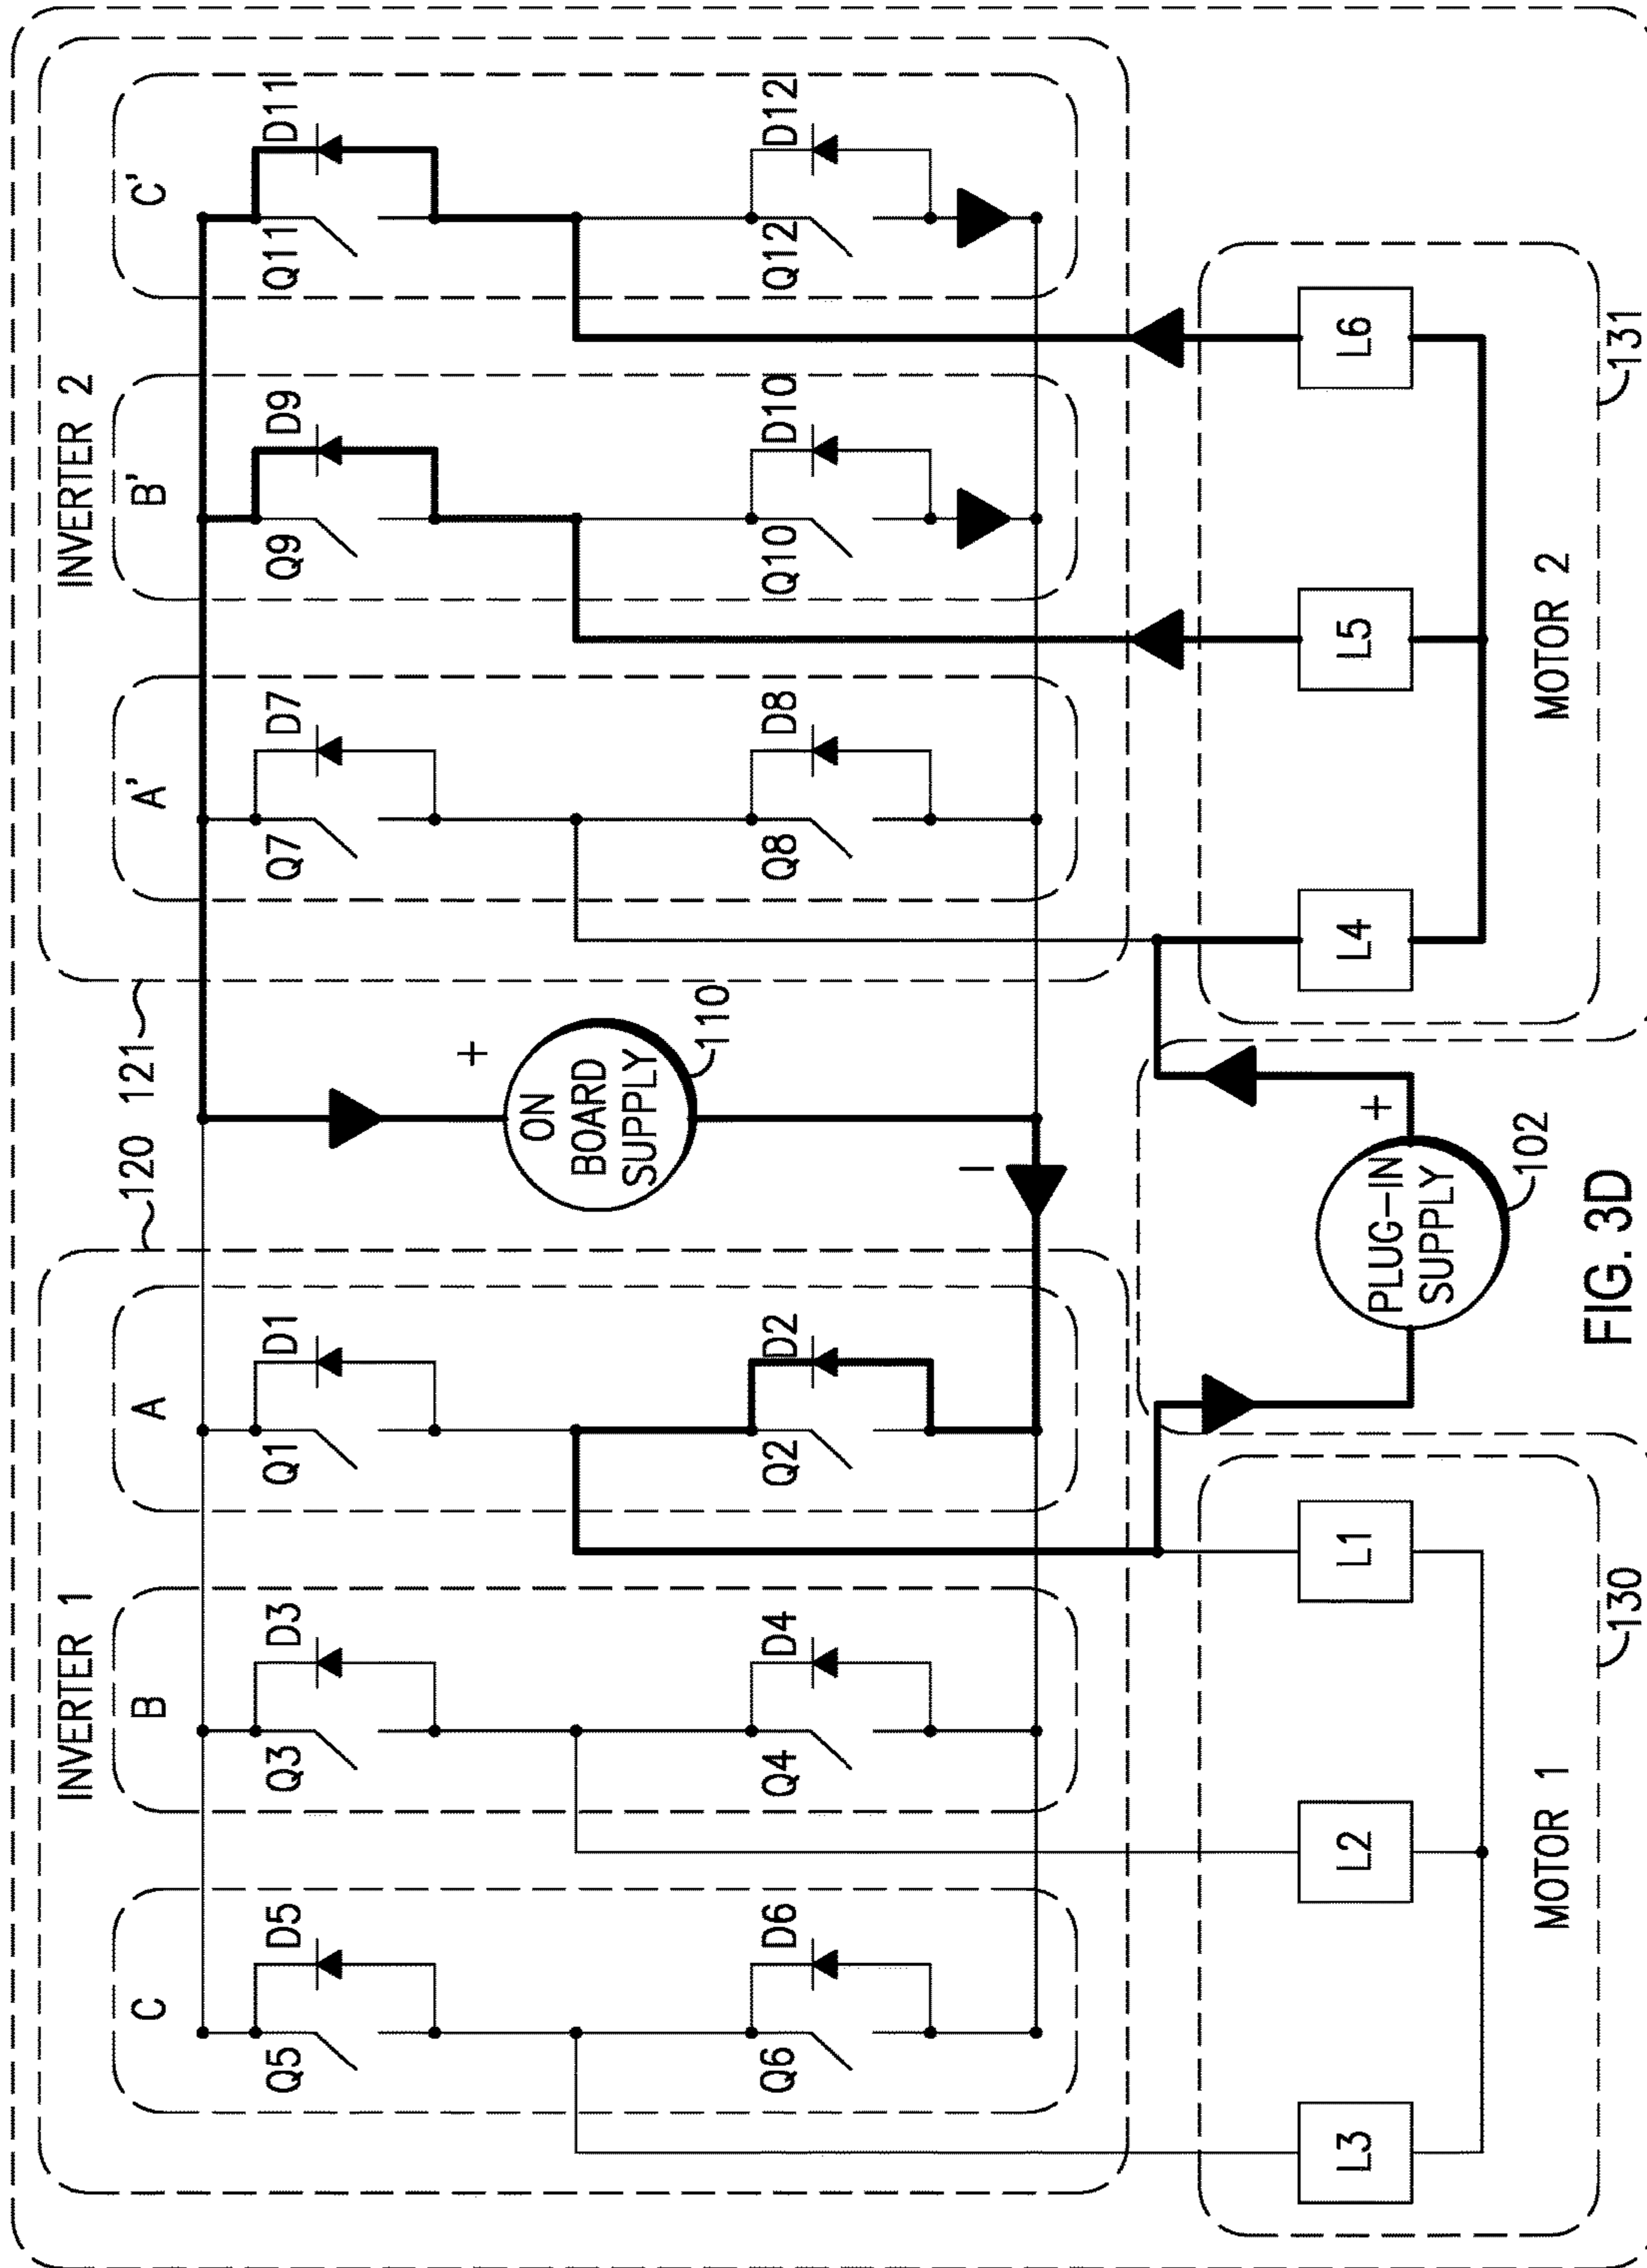 INVERTER 1
INVERTER 2
120
121
C
B
A
A'
B'
C'
Q5
D5
Q3
D3
Q1
D1
Q7
D7
Q9
D9
Q11
D11
+
ON
BOARD
SUPPLY
110
Q6
D6
Q4
D4
Q2
D2
Q8
D8
Q10
D10
Q12
D12
−
L3
L2
L1
+
PLUG-IN
SUPPLY
102
L4
L5
L6
MOTOR 1
130
MOTOR 2
131
FIG. 3D